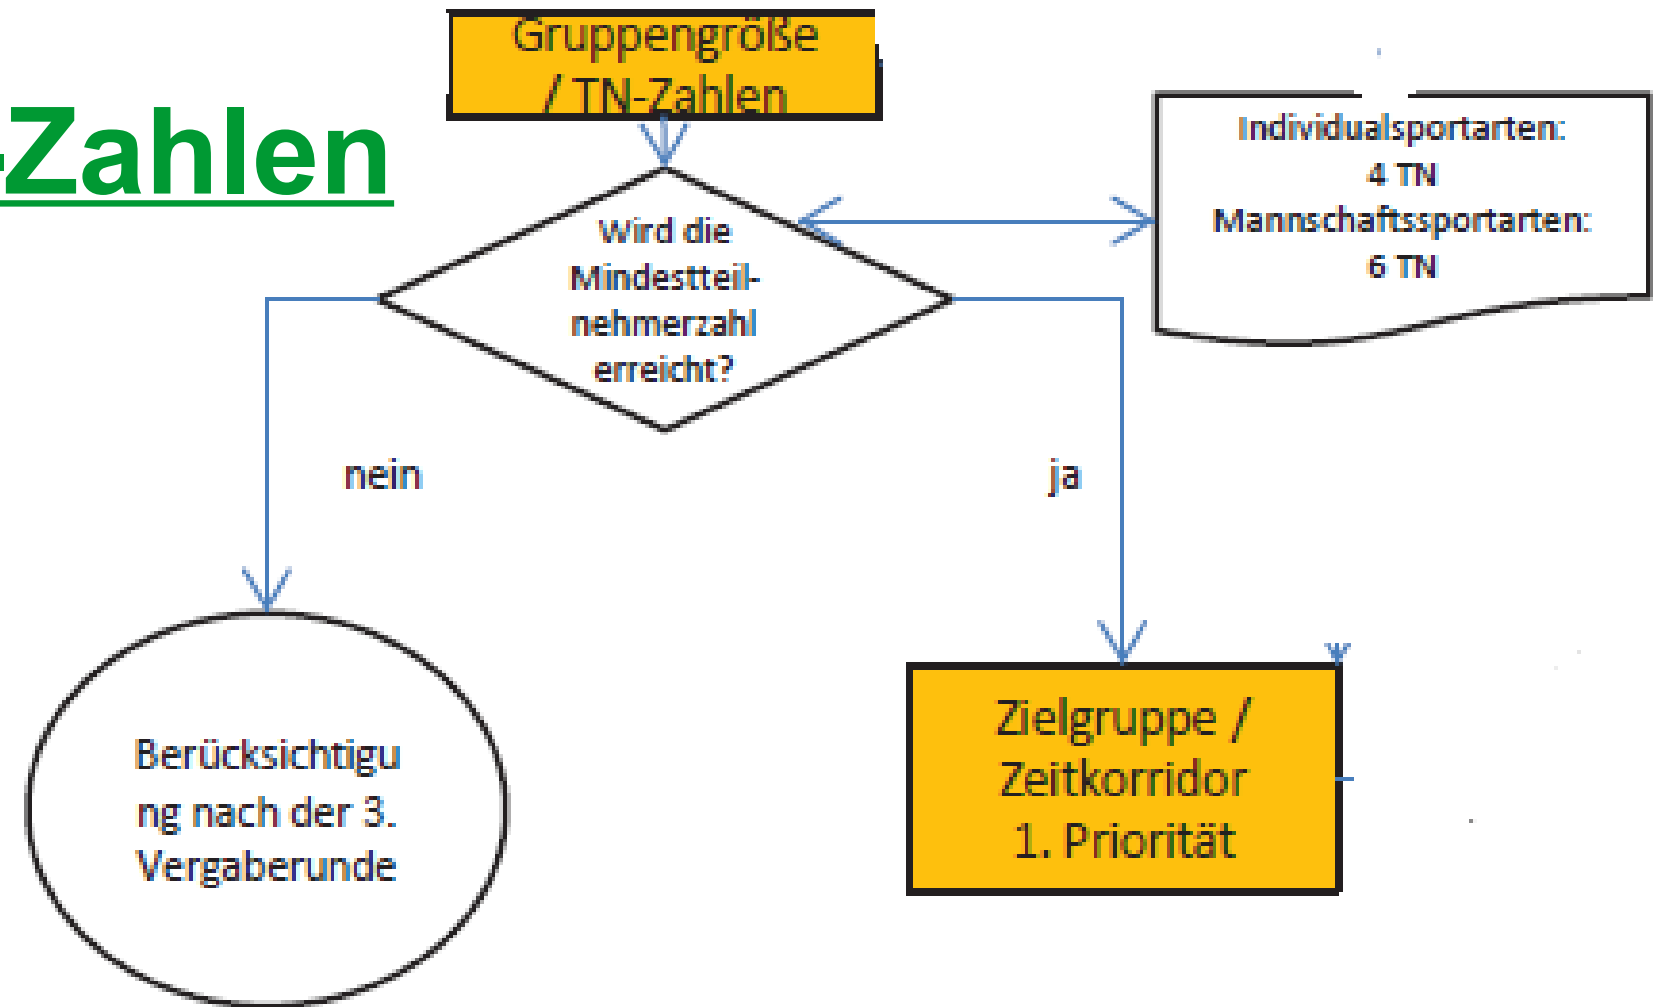 -Zahlen
Gruppengröße
/ TN-Zahlen
Individualsportarten:
4 TN
Mannschaftssportarten:
6 TN
Wird die
Mindestteil-
nehmerzahl
erreicht?
nein
ja
Berücksichtigu
ng nach der 3.
Vergaberunde
Zielgruppe /
Zeitkorridor
1. Priorität